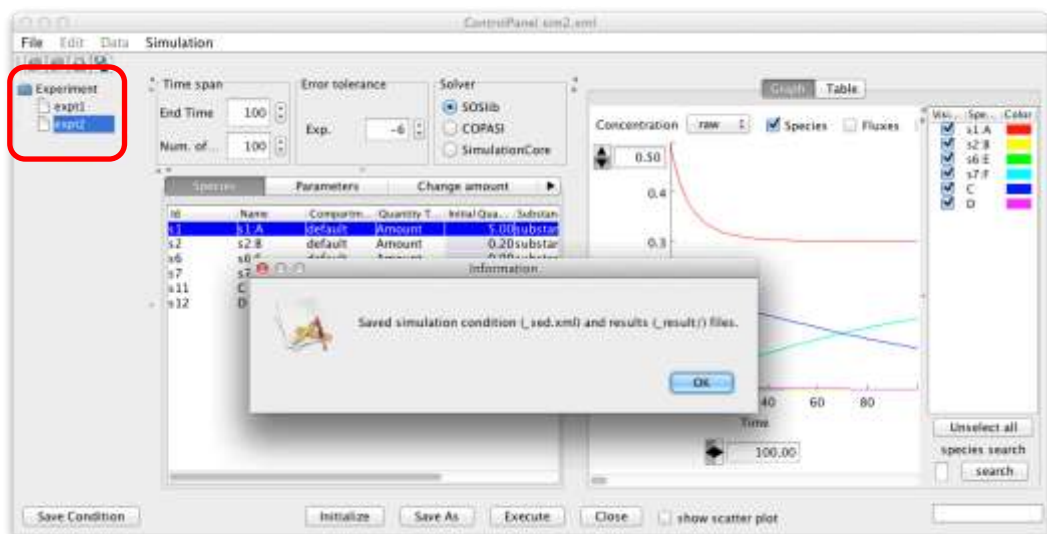 ControlPanel sim2.xml
File Edit Data Simulation
Experiment
expt1
expt2
Time span
End Time 100
Num. of... 100
Error tolerance
Exp. -6
Solver
SOSlib
COPASI
SimulationCore
Species Parameters Change amount
Id Name Compartm... Quantity T... Initial Qua... Substan
s1 s1:A default Amount 5.00 substar
s2 s2:B default Amount 0.20 substar
s6
s7
s11 C
s12 D
Information
Saved simulation condition (_sed.xml) and results (_result/) files.
OK
Graph Table
Concentration raw Species Fluxes
0.50
0.4
0.3
40 60 80
Time
100.00
Visi... Spe... Color
s1:A
s2:B
s6:E
s7:F
C
D
Unselect all
species search
search
Save Condition Initialize Save As Execute Close show scatter plot